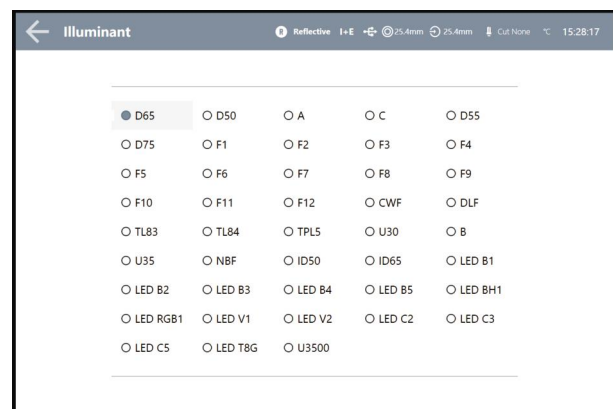 Illuminant
R Reflective I+E 25.4mm 25.4mm Cut None °C 15:28:17
D65 D50 A C D55
D75 F1 F2 F3 F4
F5 F6 F7 F8 F9
F10 F11 F12 CWF DLF
TL83 TL84 TPL5 U30 B
U35 NBF ID50 ID65 LED B1
LED B2 LED B3 LED B4 LED B5 LED BH1
LED RGB1 LED V1 LED V2 LED C2 LED C3
LED C5 LED T8G U3500